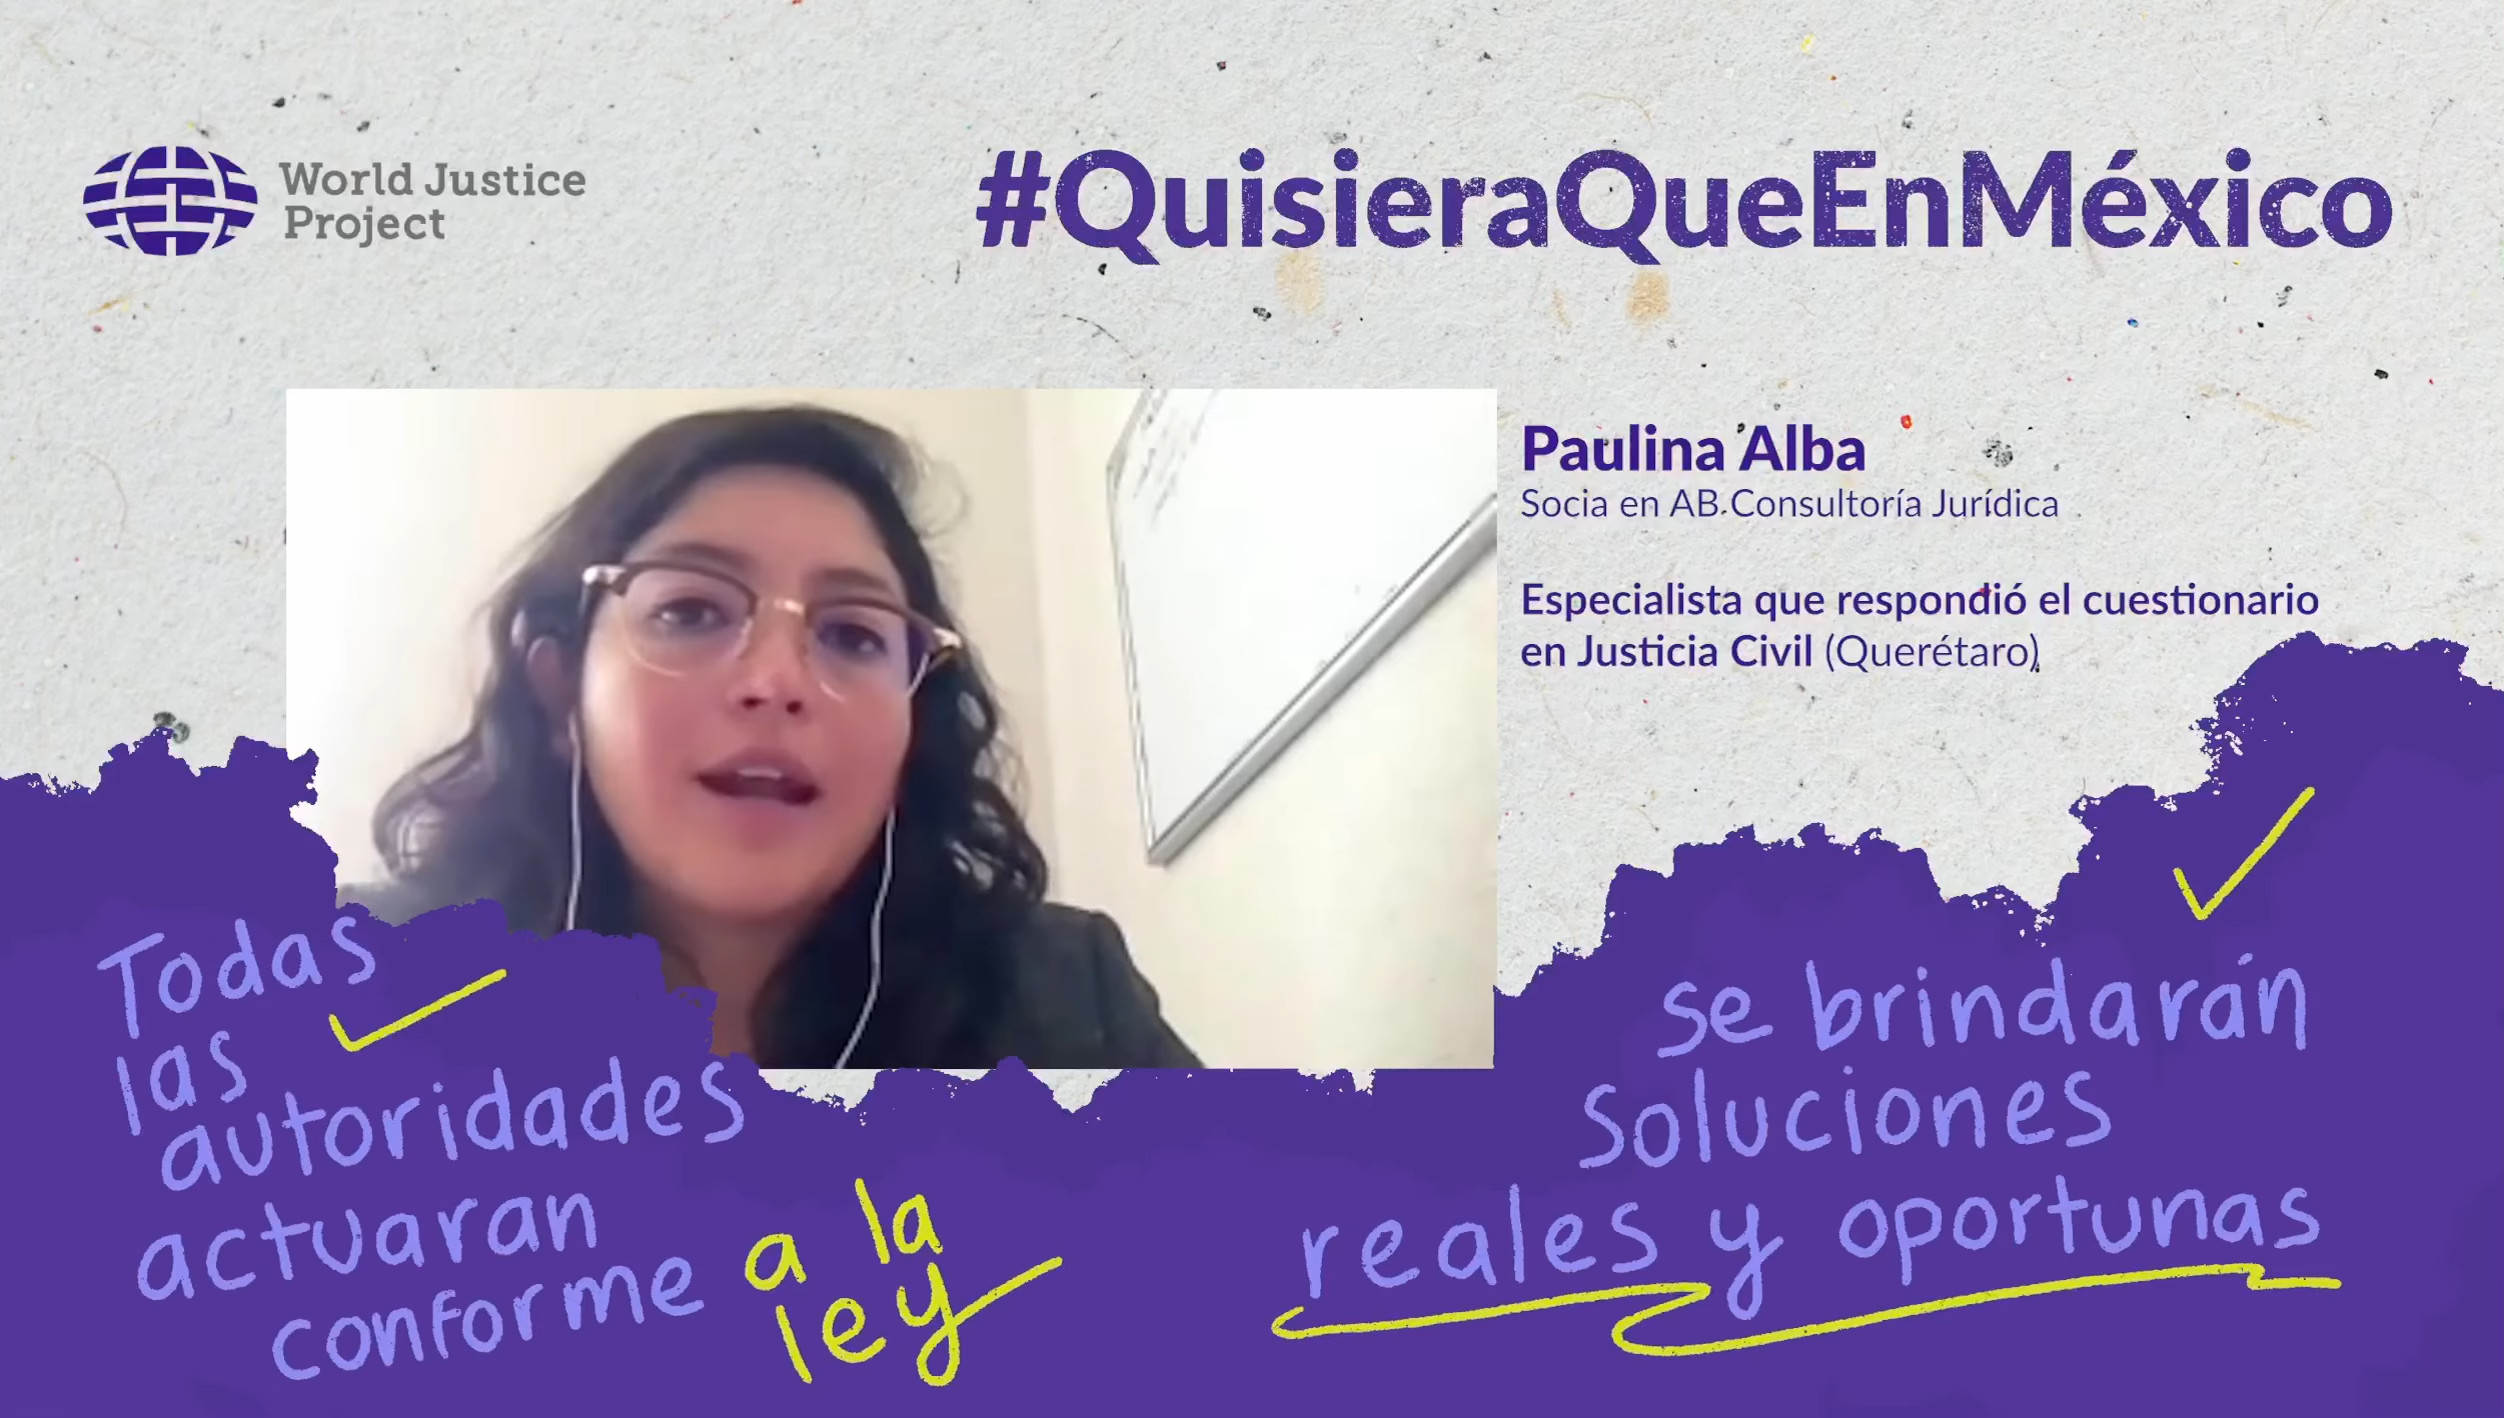 World Justice
Project
#QuisieraQueEnMéxico
Paulina Alba
Socia en AB Consultoría Jurídica
Especialista que respondió el cuestionario
en Justicia Civil (Querétaro)
Todas
las
autoridades
actuaran
conforme a la
ley
se brindarán
soluciones
reales y oportunas